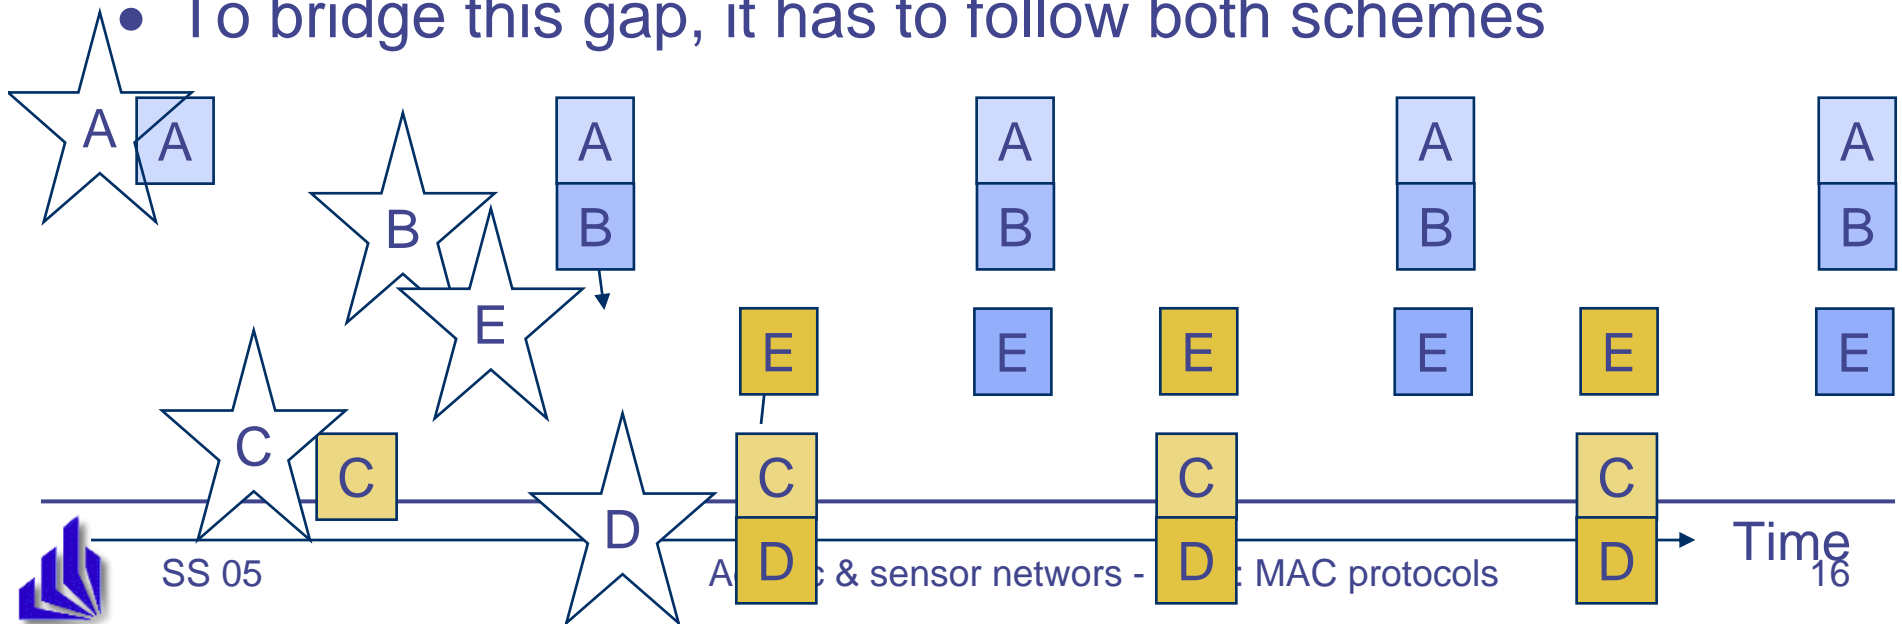 • To bridge this gap, it has to follow both schemes
A A A A A A
B B B B B
E E E E E E
C C C C C
D D D D
Time
SS 05 & sensor networs - : MAC protocols 16